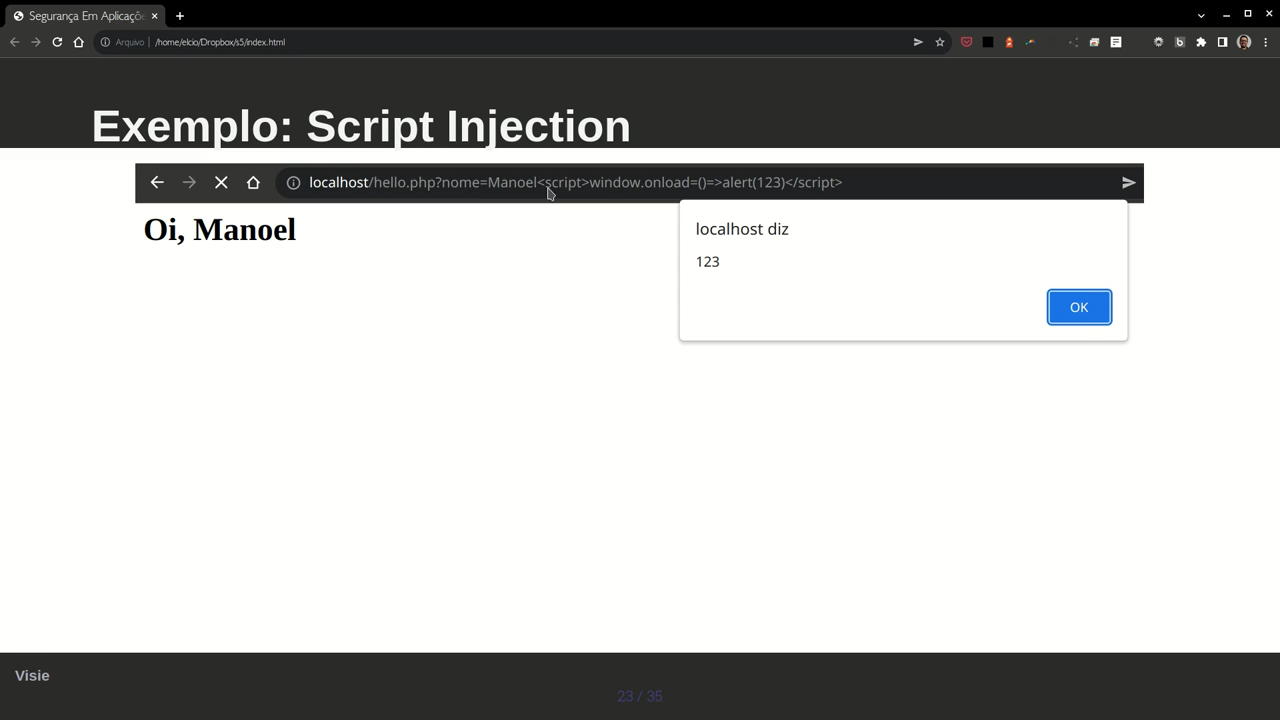 Segurança Em Aplicaçõ
Arquivo | /home/elcio/Dropbox/s5/index.html
Exemplo: Script Injection
localhost/hello.php?nome=Manoel<script>window.onload=()=>alert(123)</script>
Oi, Manoel
localhost diz
123
OK
Visie
23 / 35